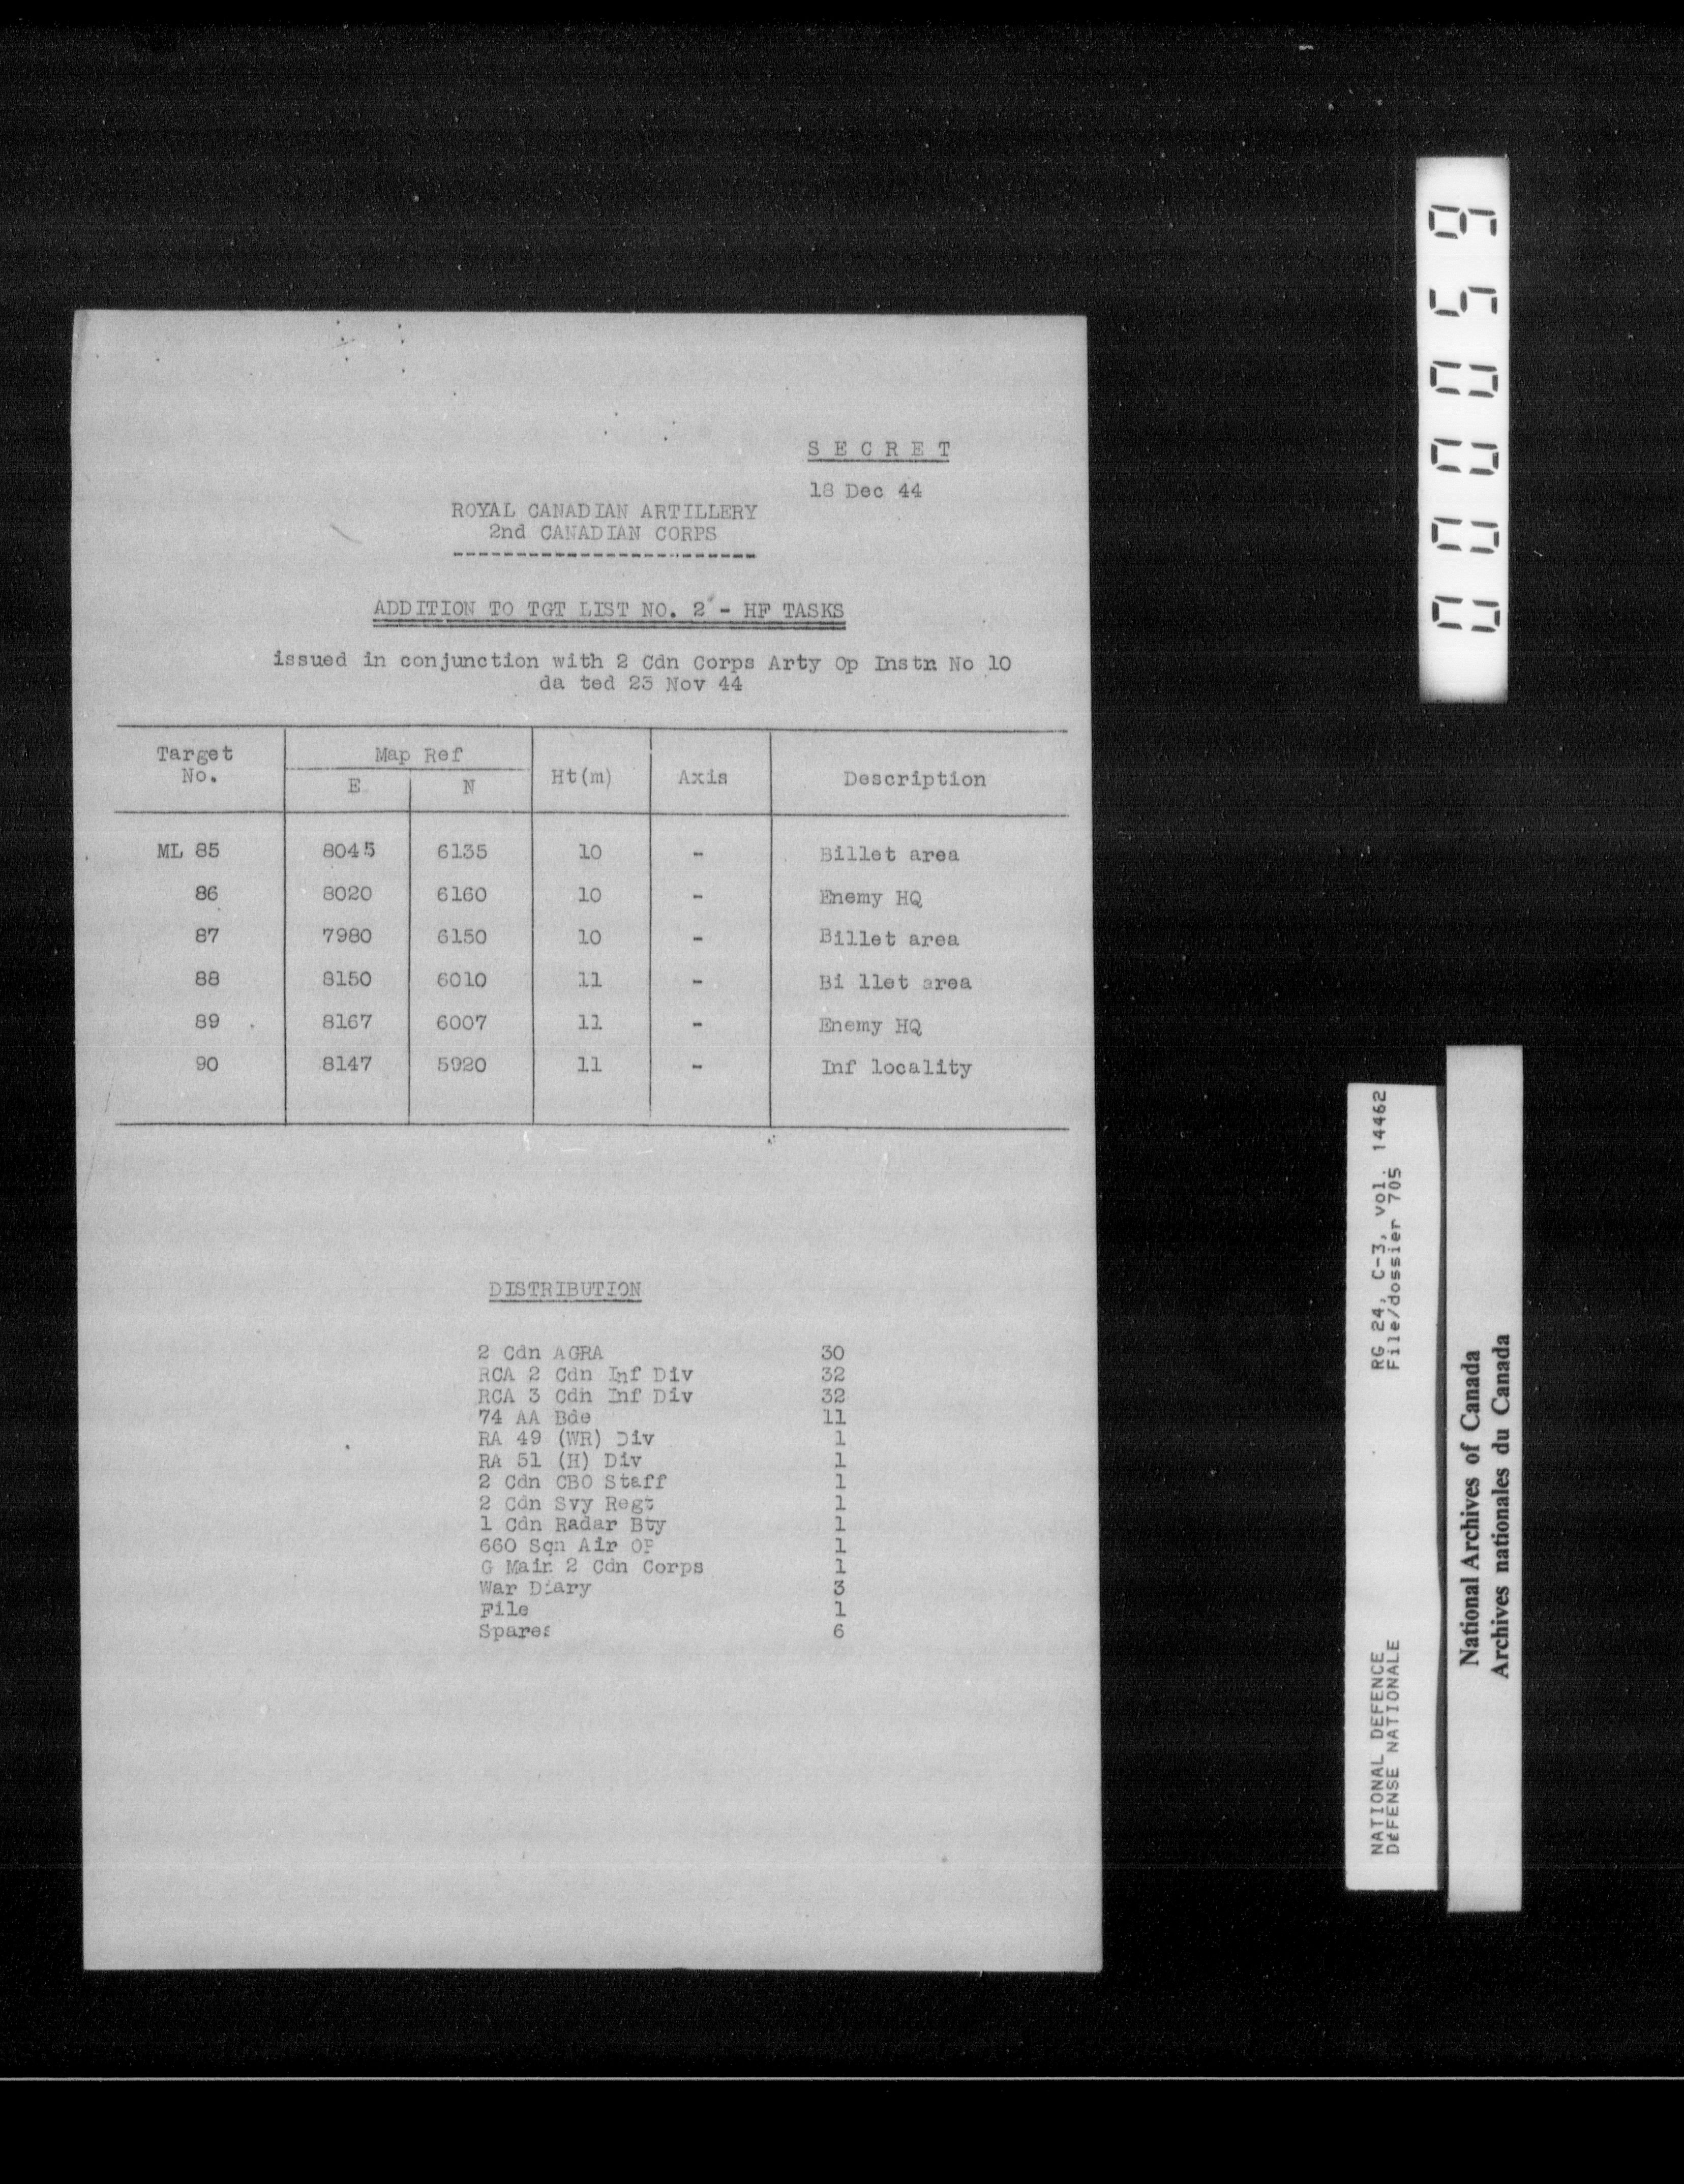 S E C R E T
18 Dec 44
ROYAL CANADIAN ARTILLERY
2nd CANADIAN CORPS
ADDITION TO TGT LIST NO. 2 - HF TASKS
issued in conjunction with 2 Cdn Corps Arty Op Instr No 10
da ted 23 Nov 44
Target No. Map Ref E N Ht(m) Axis Description
ML 85 8045 6135 10 - Billet area
86 8020 6160 10 - Enemy HQ
87 7980 6150 10 - Billet area
88 8150 6010 11 - Bi llet area
89 8167 6007 11 - Enemy HQ
90 8147 5920 11 - Inf locality
DISTRIBUTION
2 Cdn AGRA 30
RCA 2 Cdn Inf Div 32
RCA 3 Cdn Inf Div 32
74 AA Bde 11
RA 49 (WR) Div 1
RA 51 (H) Div 1
2 Cdn CBO Staff 1
2 Cdn Svy Regt 1
1 Cdn Radar Bty 1
660 Sqn Air OP 1
G Main 2 Cdn Corps 1
War Diary 3
File 1
Spares 6
000059
NATIONAL DEFENCE RG 24, C-3, vol. 14462
DÉFENSE NATIONALE File/dossier 705
National Archives of Canada
Archives nationales du Canada